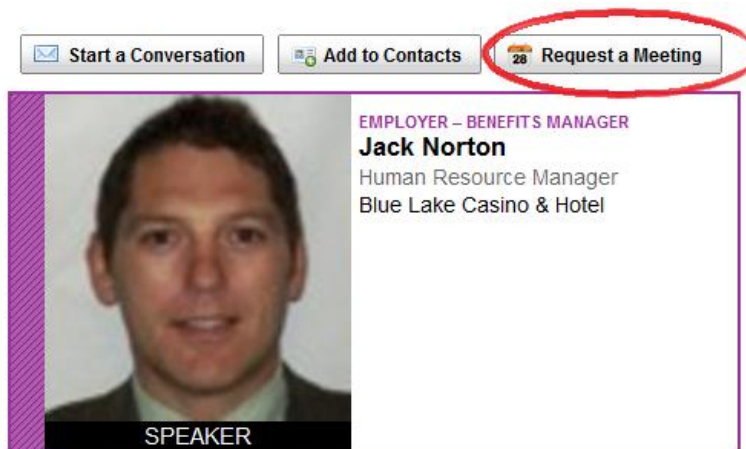 Start a Conversation
Add to Contacts
28 Request a Meeting
EMPLOYER – BENEFITS MANAGER
Jack Norton
Human Resource Manager
Blue Lake Casino & Hotel
SPEAKER